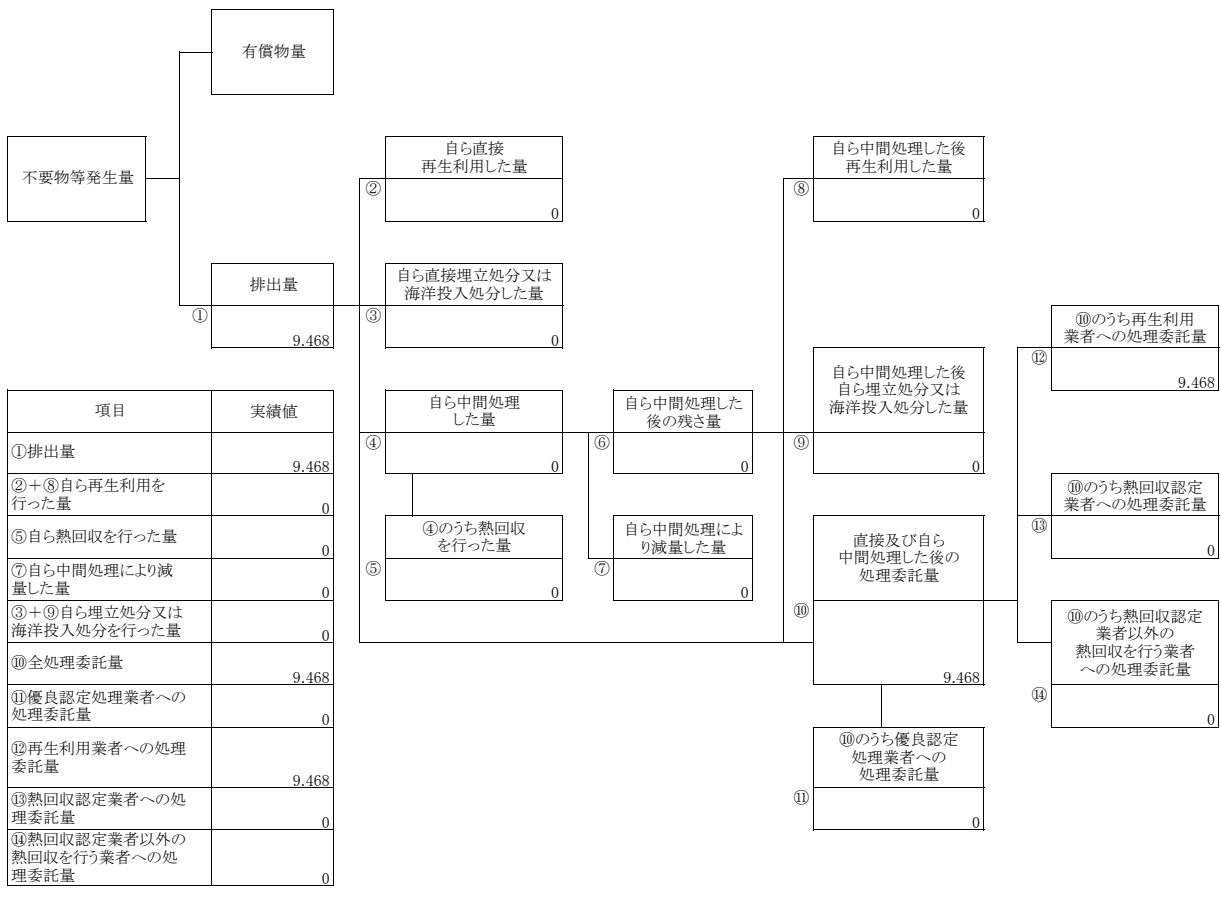 有償物量
不要物等発生量
自ら直接
再生利用した量
②
0
自ら中間処理した後
再生利用した量
⑧
0
排出量
①
9.468
自ら直接埋立処分又は
海洋投入処分した量
③
0
⑩のうち再生利用
業者への処理委託量
⑫
9.468
自ら中間処理
した量
④
0
自ら中間処理した
後の残さ量
⑥
0
自ら中間処理した後
自ら埋立処分又は
海洋投入処分した量
⑨
0
⑩のうち熱回収認定
業者への処理委託量
⑬
0
④のうち熱回収
を行った量
⑤
0
自ら中間処理によ
り減量した量
⑦
0
直接及び自ら
中間処理した後の
処理委託量
⑩
9.468
⑩のうち熱回収認定
業者以外の
熱回収を行う業者
への処理委託量
⑭
0
⑩のうち優良認定
処理業者への
処理委託量
⑪
0
項目 実績値
①排出量
9.468
②＋⑧自ら再生利用を
行った量
0
⑤自ら熱回収を行った量
0
⑦自ら中間処理により減
量した量
0
③＋⑨自ら埋立処分又は
海洋投入処分を行った量
0
⑩全処理委託量
9.468
⑪優良認定処理業者への
処理委託量
0
⑫再生利用業者への処理
委託量
9.468
⑬熱回収認定業者への処
理委託量
0
⑭熱回収認定業者以外の
熱回収を行う業者への処
理委託量
0